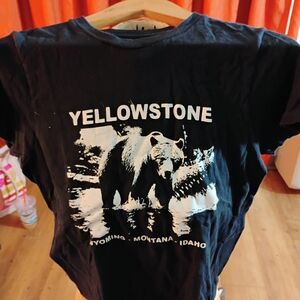 YELLOWSTONE
WYOMING - MONTANA - IDAHO